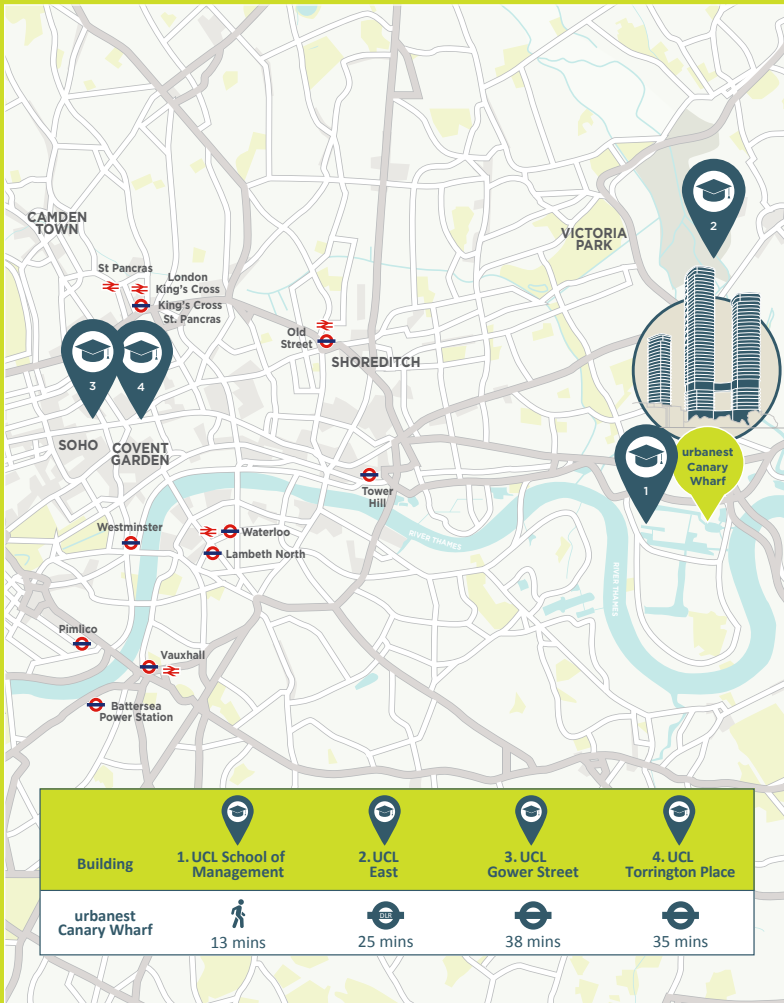 CAMDEN
TOWN
VICTORIA
PARK
2
St Pancras
London
King's Cross
King's Cross
St. Pancras
Old
Street
SHOREDITCH
3
4
SOHO
COVENT
GARDEN
urbanest
Canary
Wharf
1
Tower
Hill
Westminster
Waterloo
Lambeth North
RIVER THAMES
RIVER THAMES
Pimlico
Vauxhall
Battersea
Power Station
Building
1. UCL School of
Management
2. UCL
East
3. UCL
Gower Street
4. UCL
Torrington Place
urbanest
Canary Wharf
13 mins
DLR
25 mins
38 mins
35 mins